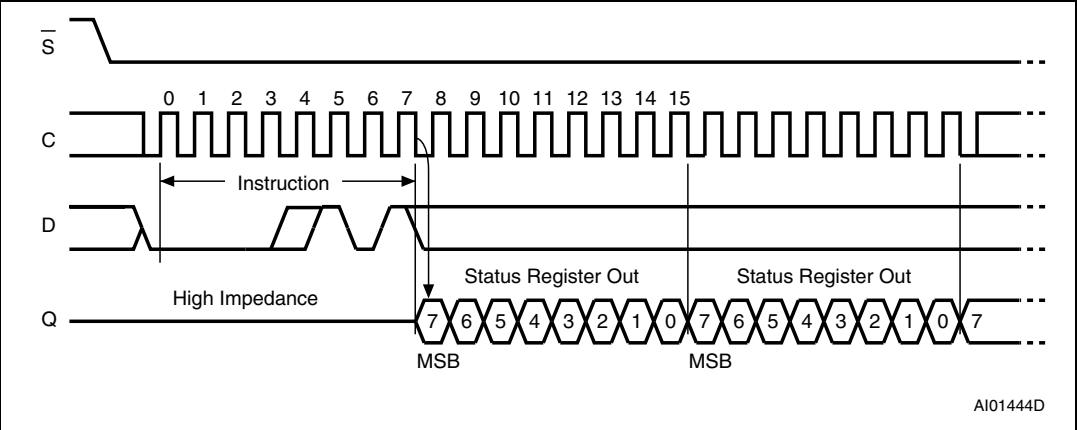 S
0 1 2 3 4 5 6 7 8 9 10 11 12 13 14 15
C
Instruction
D
Status Register Out Status Register Out
High Impedance
Q 7 6 5 4 3 2 1 0 7 6 5 4 3 2 1 0 7
MSB MSB
AI01444D